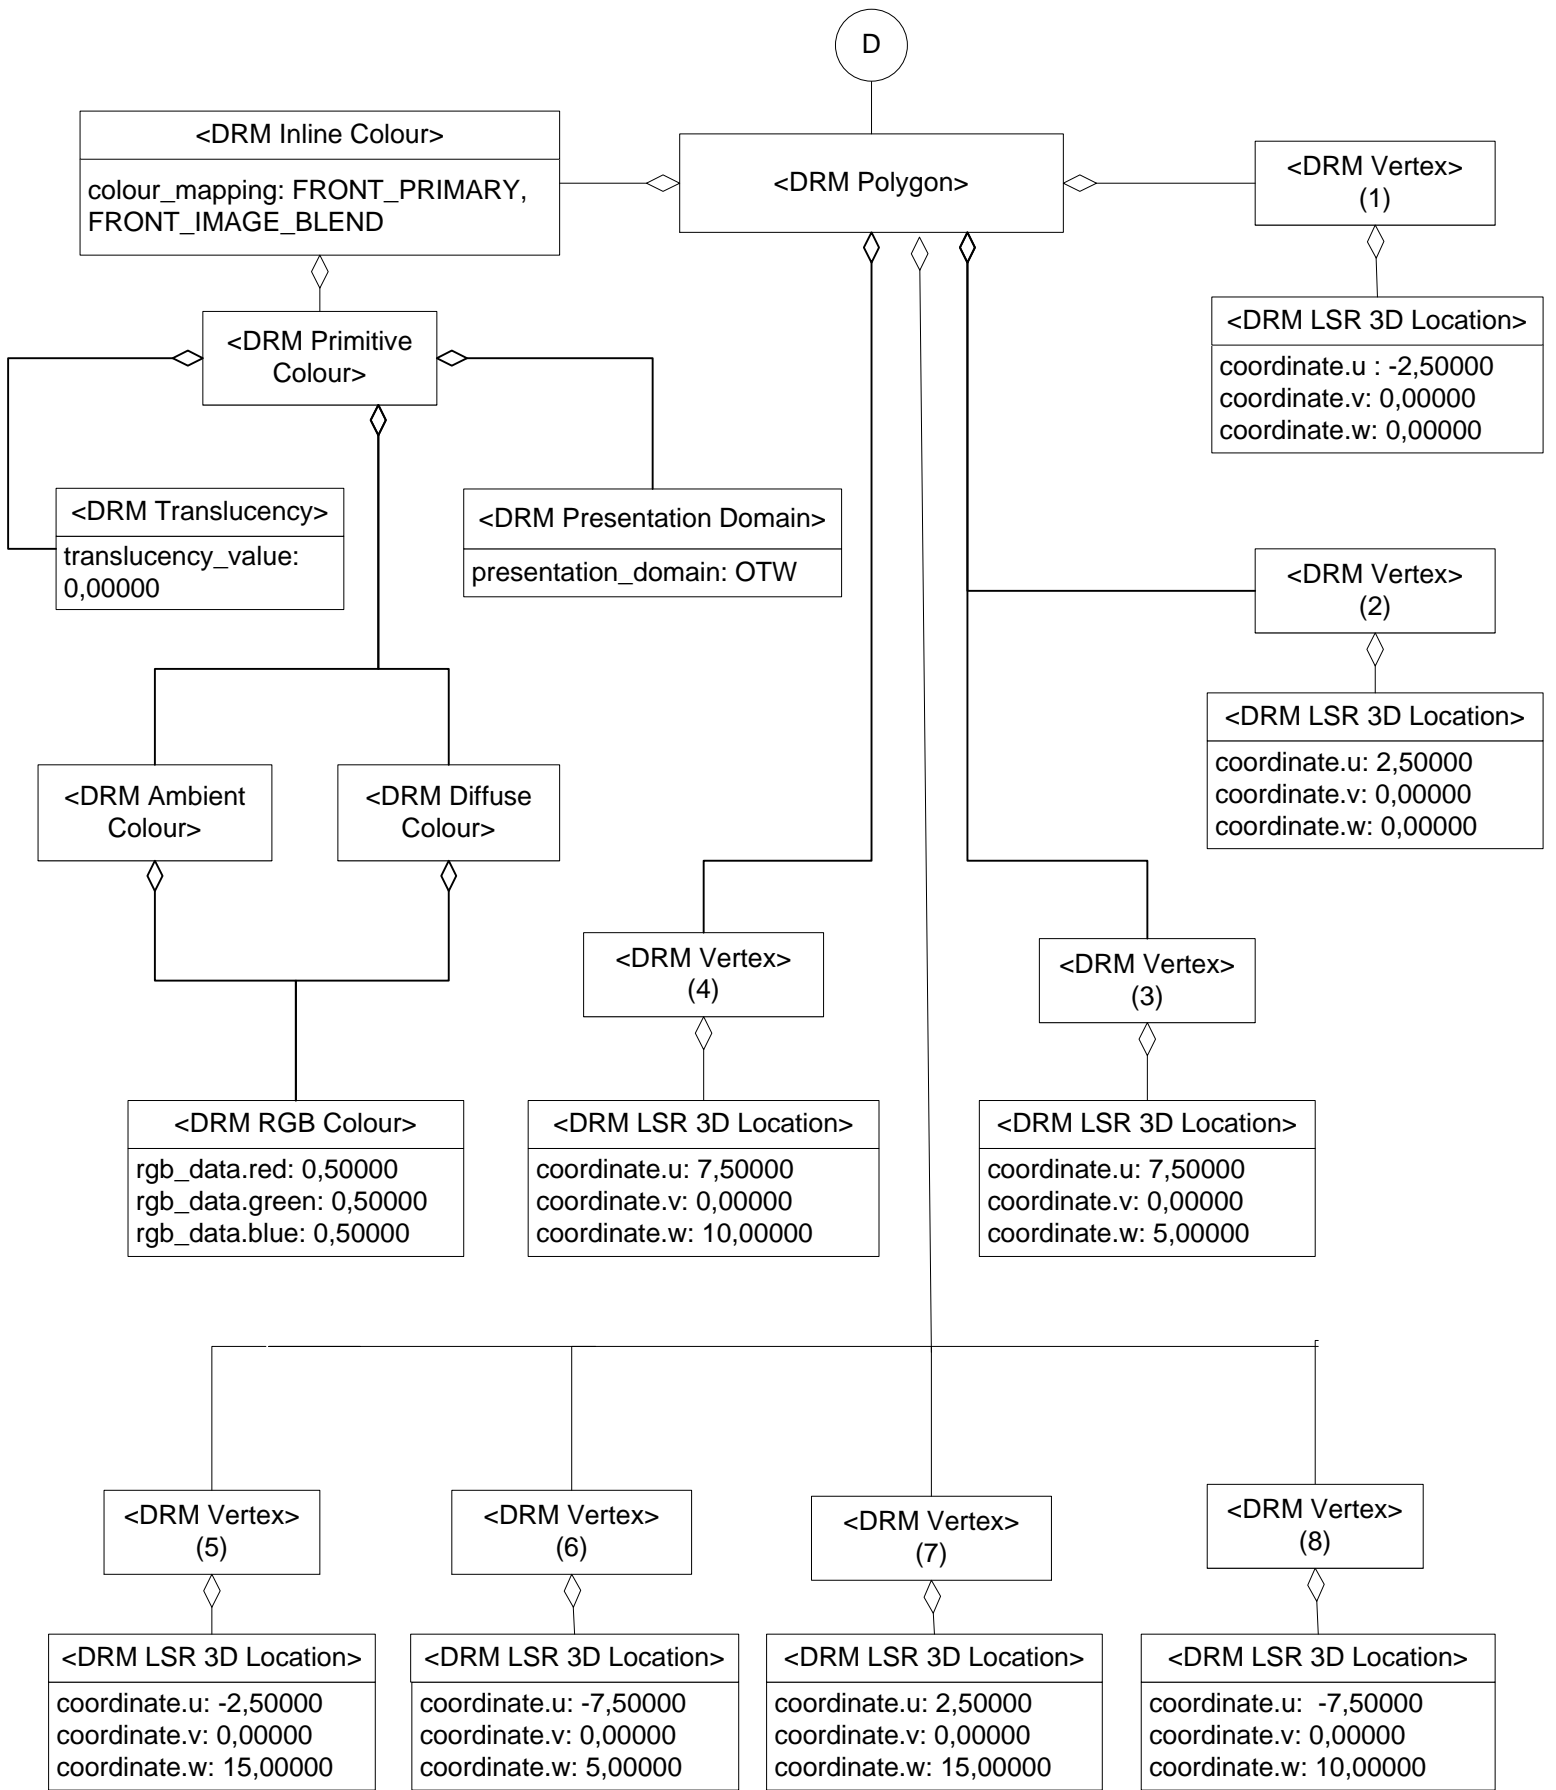 D
<DRM Inline Colour>
colour_mapping: FRONT_PRIMARY,
FRONT_IMAGE_BLEND
<DRM Polygon>
<DRM Vertex>
(1)
<DRM LSR 3D Location>
coordinate.u : -2,50000
coordinate.v: 0,00000
coordinate.w: 0,00000
<DRM Primitive
Colour>
<DRM Translucency>
translucency_value:
0,00000
<DRM Presentation Domain>
presentation_domain: OTW
<DRM Vertex>
(2)
<DRM LSR 3D Location>
coordinate.u: 2,50000
coordinate.v: 0,00000
coordinate.w: 0,00000
<DRM Ambient
Colour>
<DRM Diffuse
Colour>
<DRM Vertex>
(4)
<DRM Vertex>
(3)
<DRM RGB Colour>
rgb_data.red: 0,50000
rgb_data.green: 0,50000
rgb_data.blue: 0,50000
<DRM LSR 3D Location>
coordinate.u: 7,50000
coordinate.v: 0,00000
coordinate.w: 10,00000
<DRM LSR 3D Location>
coordinate.u: 7,50000
coordinate.v: 0,00000
coordinate.w: 5,00000
<DRM Vertex>
(5)
<DRM Vertex>
(6)
<DRM Vertex>
(7)
<DRM Vertex>
(8)
<DRM LSR 3D Location>
coordinate.u: -2,50000
coordinate.v: 0,00000
coordinate.w: 15,00000
<DRM LSR 3D Location>
coordinate.u: -7,50000
coordinate.v: 0,00000
coordinate.w: 5,00000
<DRM LSR 3D Location>
coordinate.u: 2,50000
coordinate.v: 0,00000
coordinate.w: 15,00000
<DRM LSR 3D Location>
coordinate.u:  -7,50000
coordinate.v: 0,00000
coordinate.w: 10,00000